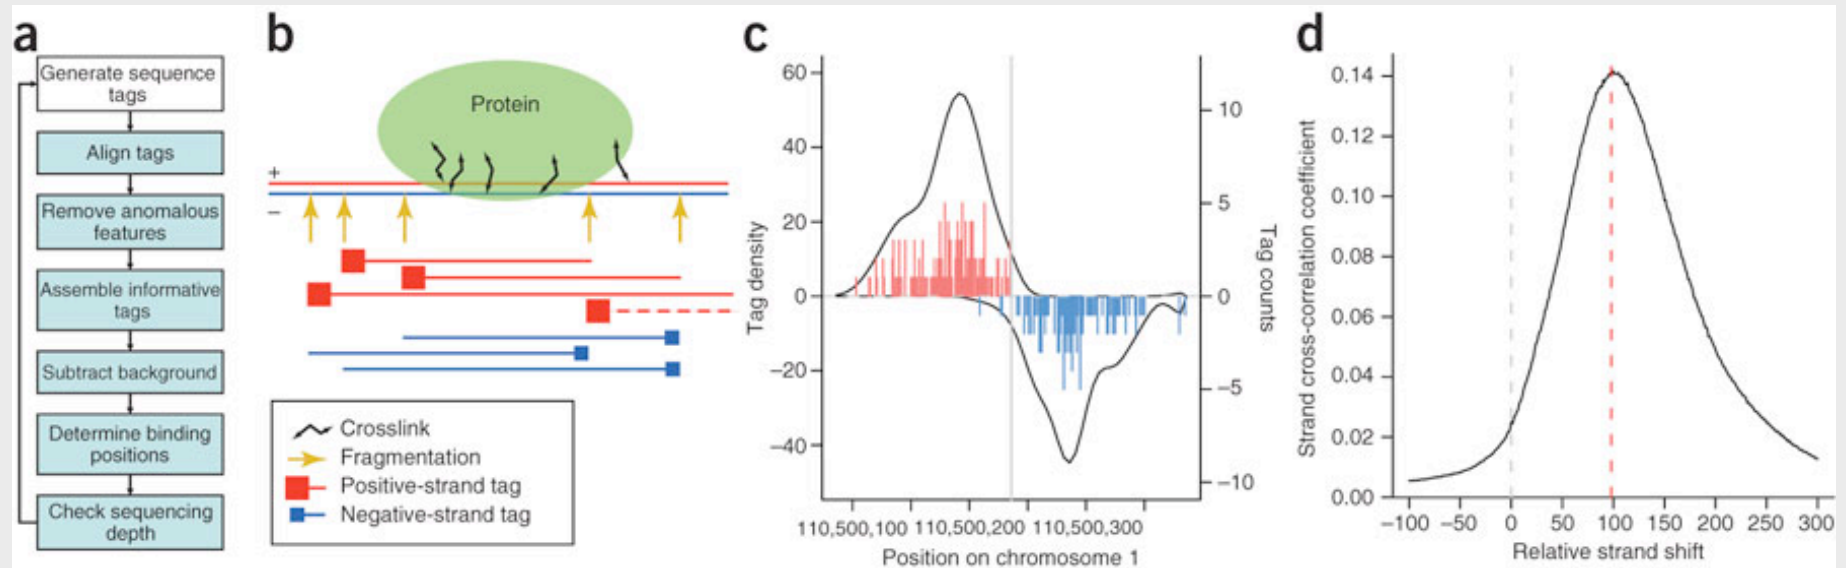 a
Generate sequence
tags
Align tags
Remove anomalous
features
Assemble informative
tags
Subtract background
Determine binding
positions
Check sequencing
depth
b
Protein
+
–
Crosslink
Fragmentation
Positive-strand tag
Negative-strand tag
c
Tag density
60
40
20
0
–20
–40
10
5
0
–5
–10
Tag counts
110,500,100 110,500,200 110,500,300
Position on chromosome 1
d
Strand cross-correlation coefficient
0.14
0.12
0.10
0.08
0.06
0.04
0.02
0.00
–100 –50 0 50 100 150 200 250 300
Relative strand shift